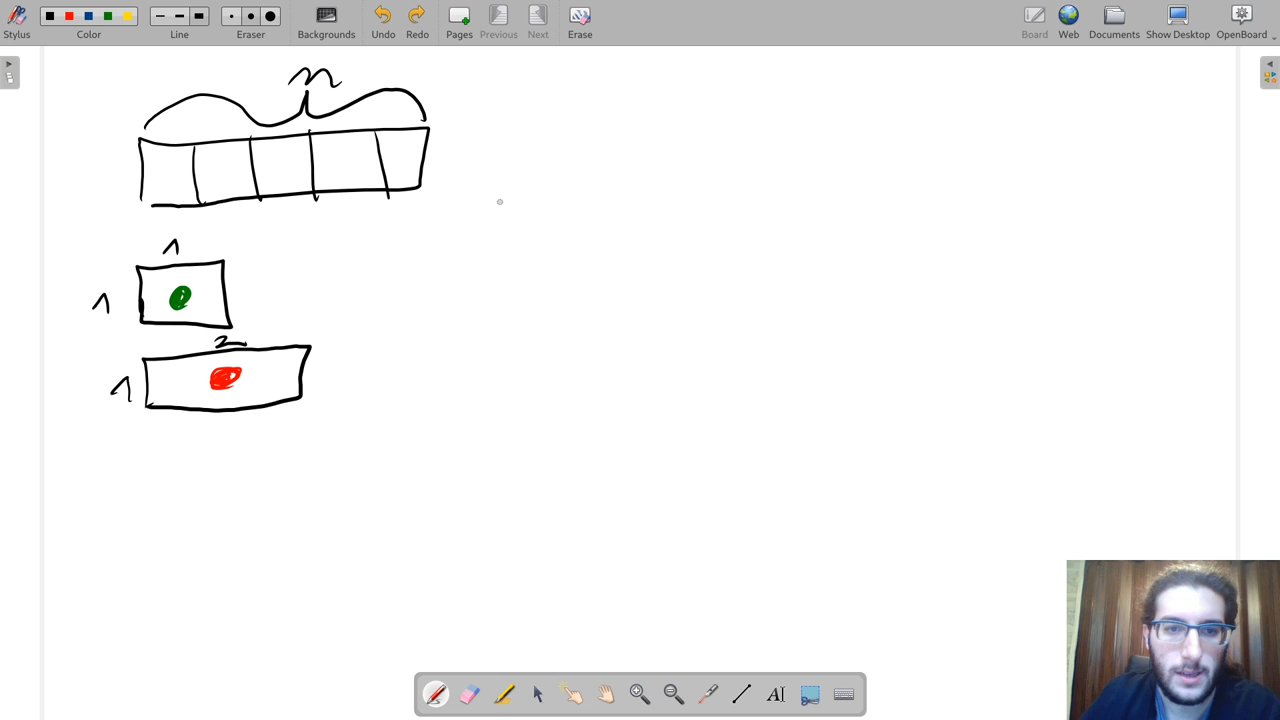 Stylus Color Line Eraser Backgrounds Undo Redo Pages Previous Next Erase Board Web Documents Show Desktop OpenBoard
n
1
1
2
1
AI